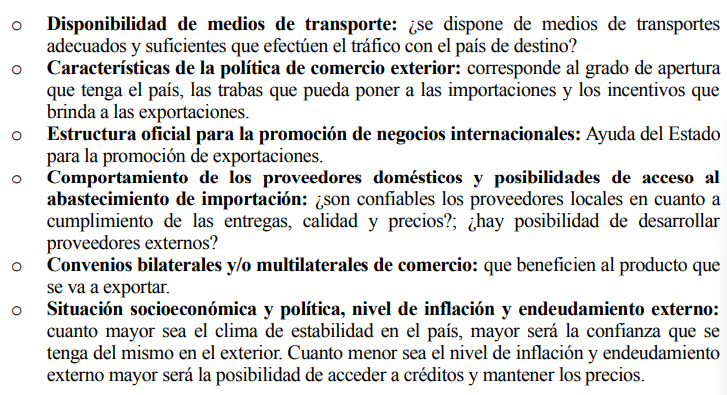 o Disponibilidad de medios de transporte: ¿se dispone de medios de transportes
adecuados y suficientes que efectúen el tráfico con el país de destino?
o Características de la política de comercio exterior: corresponde al grado de apertura
que tenga el país, las trabas que pueda poner a las importaciones y los incentivos que
brinda a las exportaciones.
o Estructura oficial para la promoción de negocios internacionales: Ayuda del Estado
para la promoción de exportaciones.
o Comportamiento de los proveedores domésticos y posibilidades de acceso al
abastecimiento de importación: ¿son confiables los proveedores locales en cuanto a
cumplimiento de las entregas, calidad y precios?; ¿hay posibilidad de desarrollar
proveedores externos?
o Convenios bilaterales y/o multilaterales de comercio: que beneficien al producto que
se va a exportar.
o Situación socioeconómica y política, nivel de inflación y endeudamiento externo:
cuanto mayor sea el clima de estabilidad en el país, mayor será la confianza que se
tenga del mismo en el exterior. Cuanto menor sea el nivel de inflación y endeudamiento
externo mayor será la posibilidad de acceder a créditos y mantener los precios.